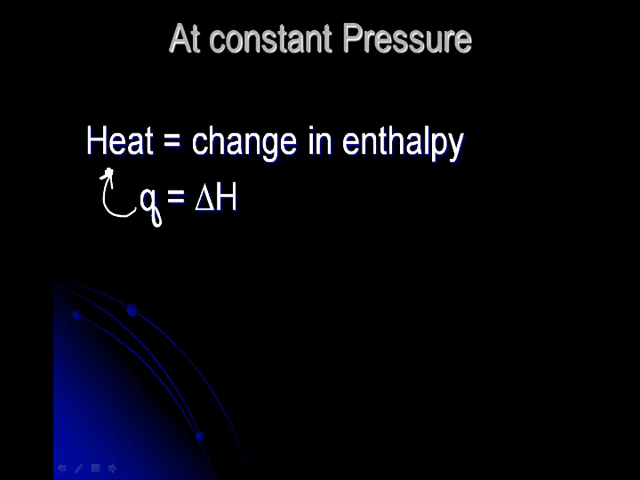 At constant Pressure
Heat = change in enthalpy
q = ΔH